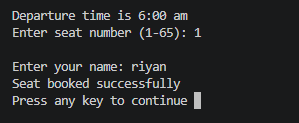 Departure time is 6:00 am
Enter seat number (1-65): 1
Enter your name: riyan
Seat booked successfully
Press any key to continue